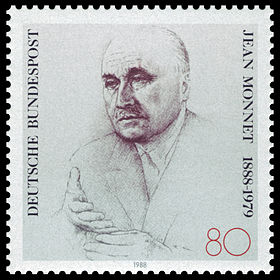 DEUTSCHE BUNDESPOST
JEAN MONNET 1888-1979
80
1988